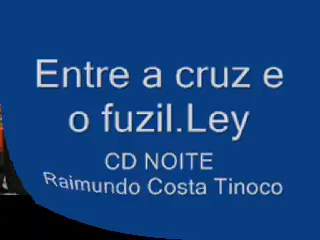 Entre a cruz e
o fuzil.Ley
CD NOITE
Raimundo Costa Tinoco